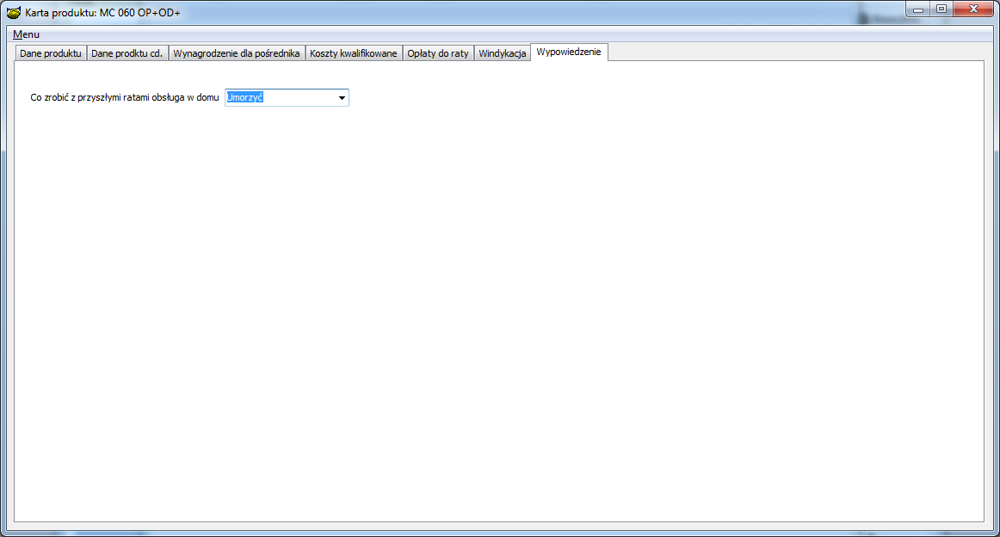 Karta produktu: MC 060 OP+OD+
Menu
Dane produktu Dane prodktu cd. Wynagrodzenie dla pośrednika Koszty kwalifikowane Opłaty do raty Windykacja Wypowiedzenie
Co zrobić z przyszłymi ratami obsługa w domu Umorzyć